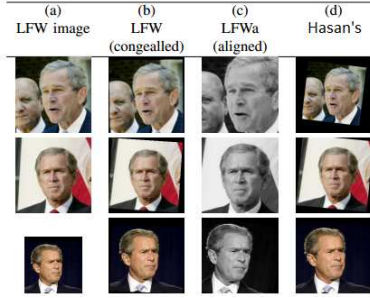 (a) (b) (c) (d)
LFW image LFW LFWa Hasan's
(congealled) (aligned)